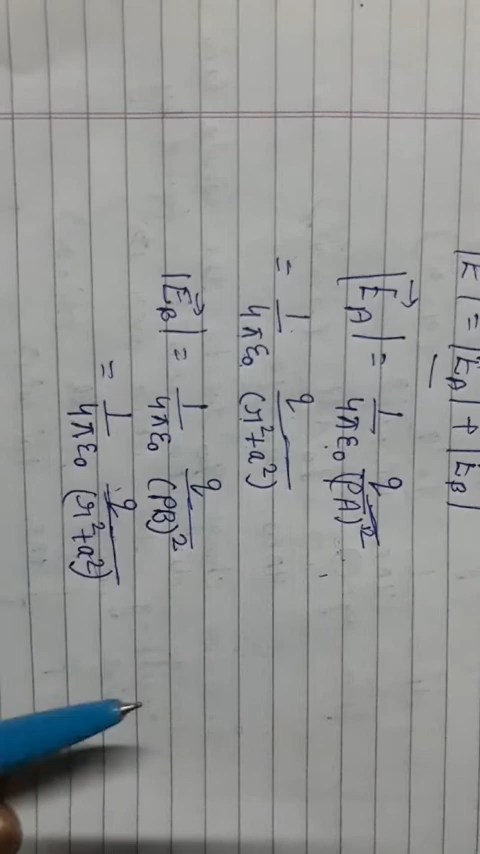 |E| = |E_A| + |E_B|
|E⃗_A| = 1/4πε₀ q/(PA)²
= 1/4πε₀ q/(r²+a²)
|E⃗_B| = 1/4πε₀ q/(PB)²
= 1/4πε₀ q/(r²+a²)